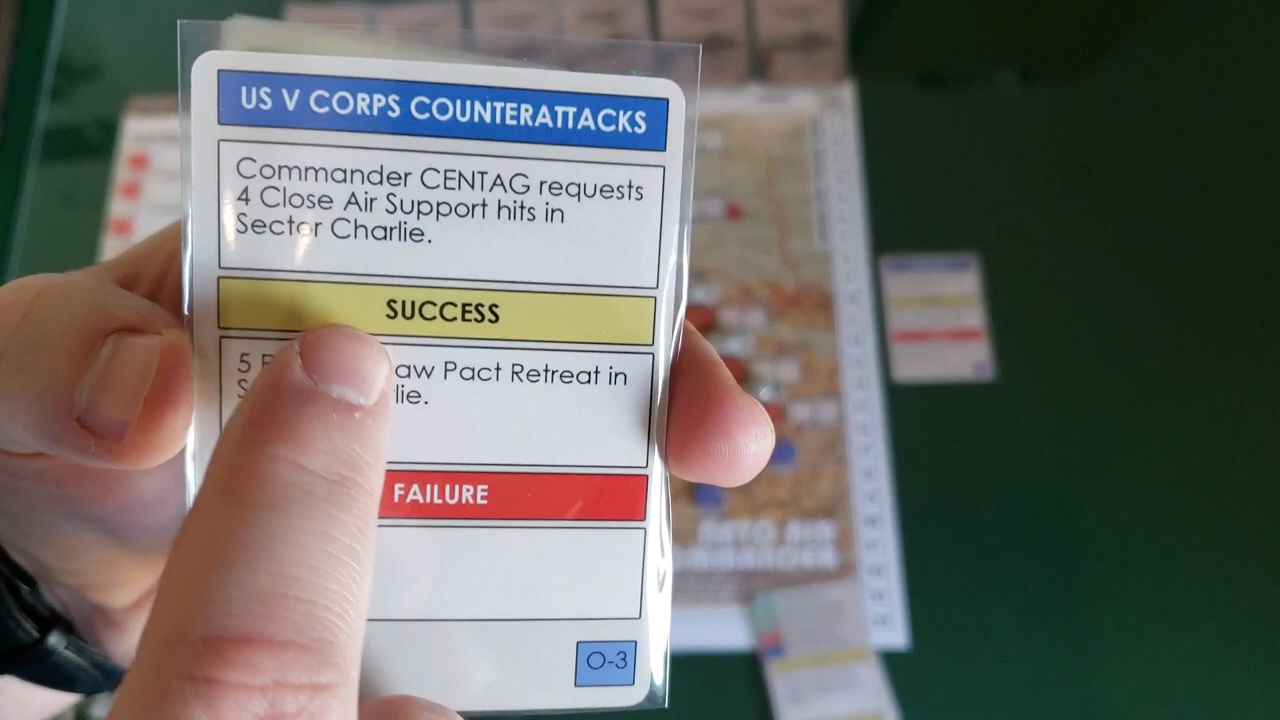 US V CORPS COUNTERATTACKS
Commander CENTAG requests
4 Close Air Support hits in
Sector Charlie.
SUCCESS
5 aw Pact Retreat in
lie.
FAILURE
O-3